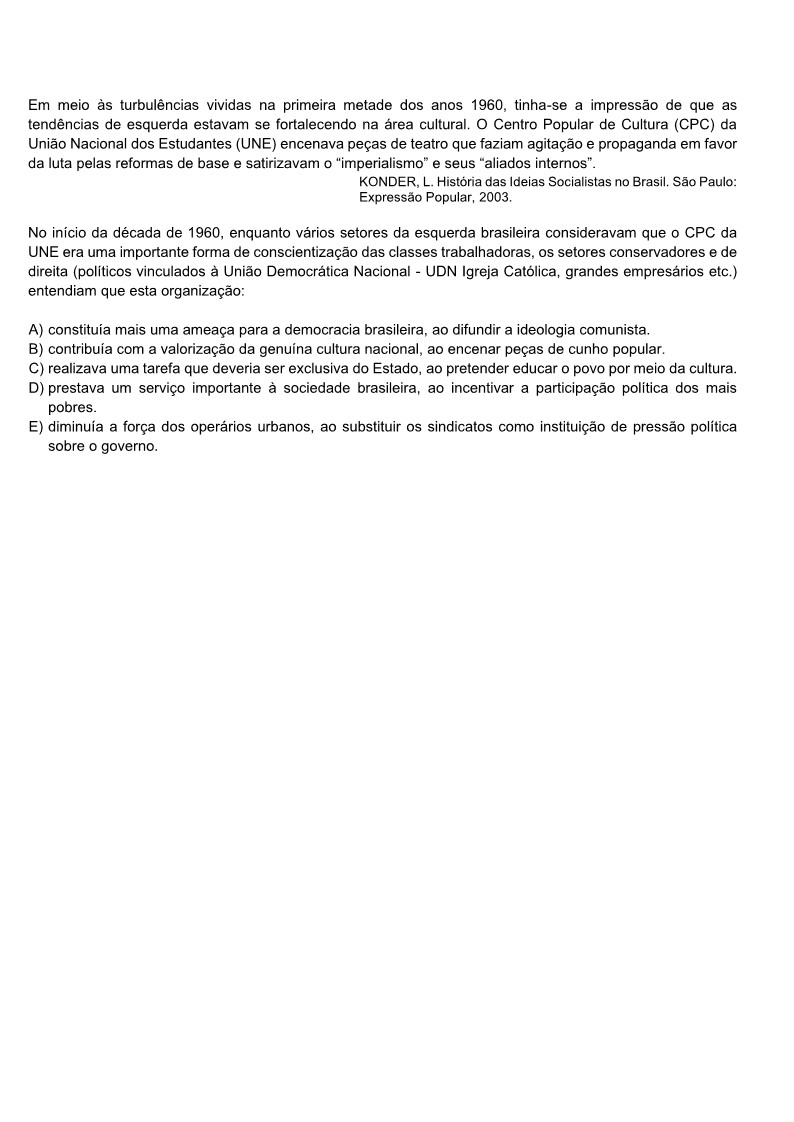 Em meio às turbulências vividas na primeira metade dos anos 1960, tinha-se a impressão de que as
tendências de esquerda estavam se fortalecendo na área cultural. O Centro Popular de Cultura (CPC) da
União Nacional dos Estudantes (UNE) encenava peças de teatro que faziam agitação e propaganda em favor
da luta pelas reformas de base e satirizavam o “imperialismo” e seus “aliados internos”.
KONDER, L. História das Ideias Socialistas no Brasil. São Paulo:
Expressão Popular, 2003.
No início da década de 1960, enquanto vários setores da esquerda brasileira consideravam que o CPC da
UNE era uma importante forma de conscientização das classes trabalhadoras, os setores conservadores e de
direita (políticos vinculados à União Democrática Nacional - UDN Igreja Católica, grandes empresários etc.)
entendiam que esta organização:
A) constituía mais uma ameaça para a democracia brasileira, ao difundir a ideologia comunista.
B) contribuía com a valorização da genuína cultura nacional, ao encenar peças de cunho popular.
C) realizava uma tarefa que deveria ser exclusiva do Estado, ao pretender educar o povo por meio da cultura.
D) prestava um serviço importante à sociedade brasileira, ao incentivar a participação política dos mais
pobres.
E) diminuía a força dos operários urbanos, ao substituir os sindicatos como instituição de pressão política
sobre o governo.